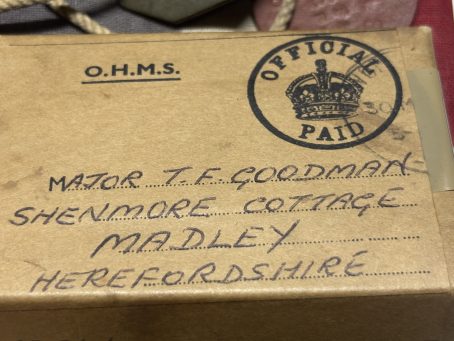 O.H.M.S.
OFFICIAL
PAID
MAJOR T.F. GOODMAN
SHENMORE COTTAGE
MADLEY
HEREFORDSHIRE